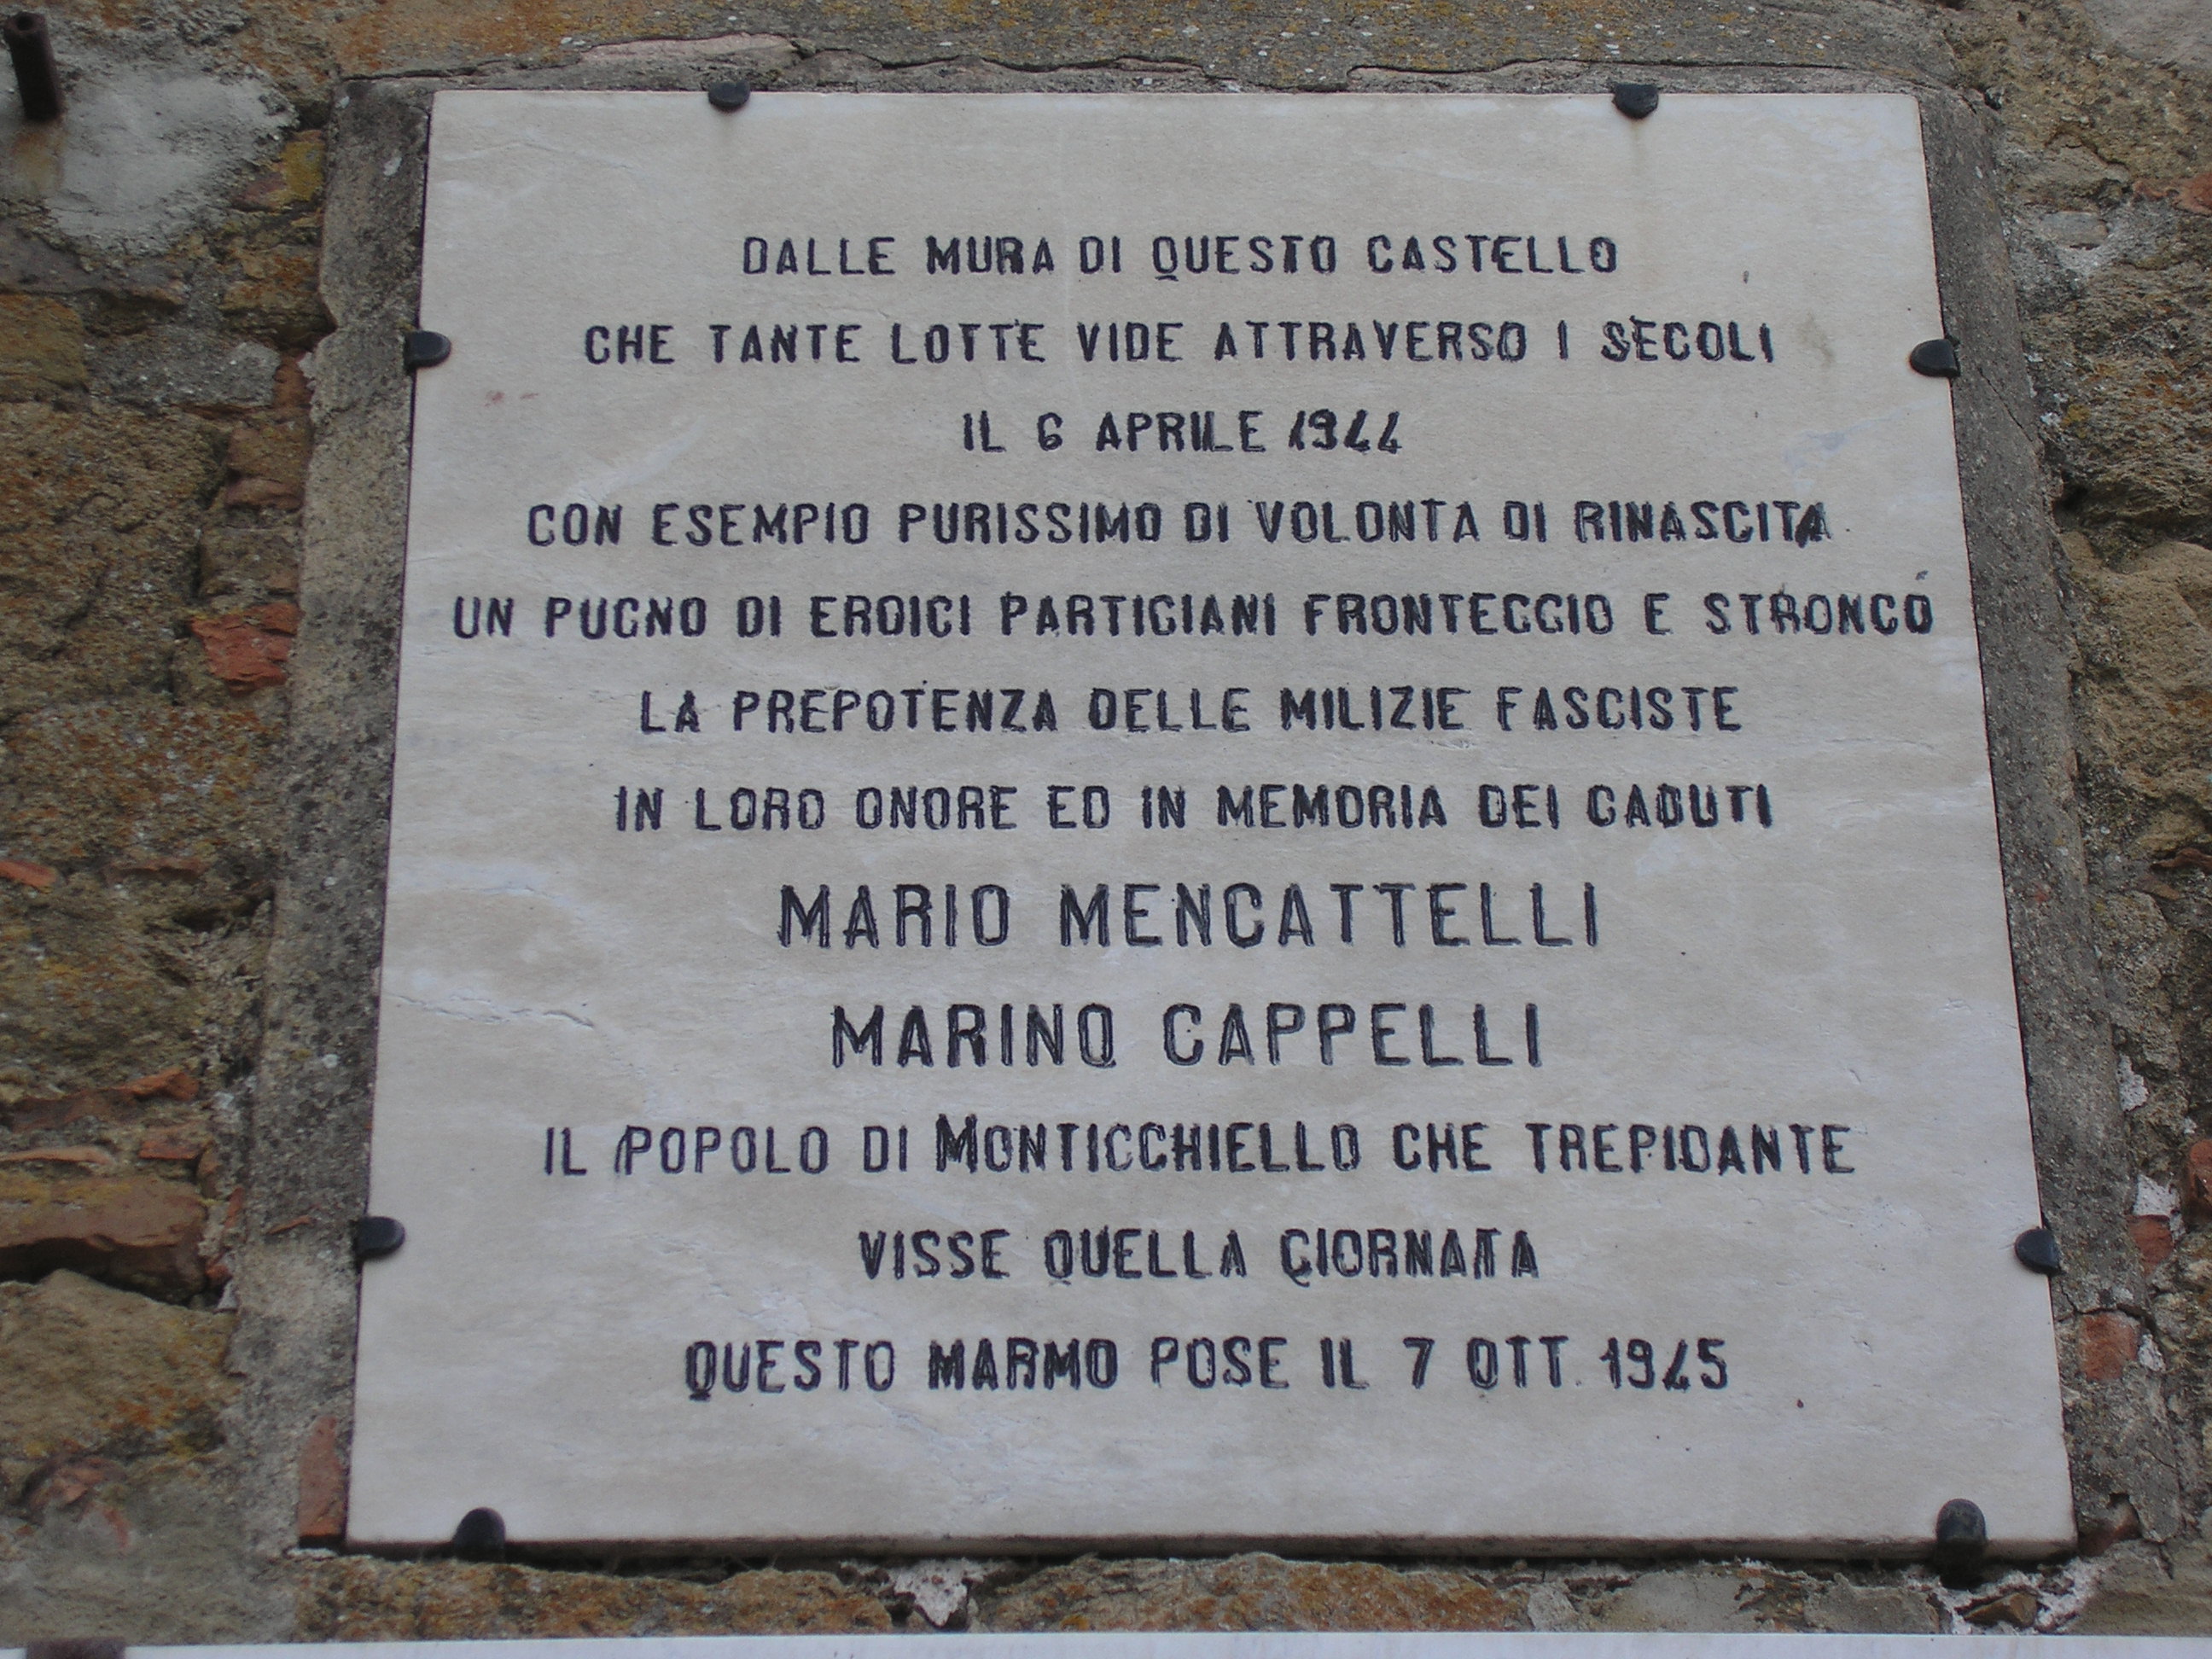 DALLE MURA DI QUESTO CASTELLO
CHE TANTE LOTTE VIDE ATTRAVERSO I SECOLI
IL 6 APRILE 1944
CON ESEMPIO PURISSIMO DI VOLONTA DI RINASCITA
UN PUGNO DI EROICI PARTIGIANI FRONTEGGIO E STRONCÒ
LA PREPOTENZA DELLE MILIZIE FASCISTE
IN LORO ONORE ED IN MEMORIA DEI CADUTI
MARIO MENCATTELLI
MARINO CAPPELLI
IL POPOLO DI MONTICCHIELLO CHE TREPIDANTE
VISSE QUELLA GIORNATA
QUESTO MARMO POSE IL 7 OTT. 1945